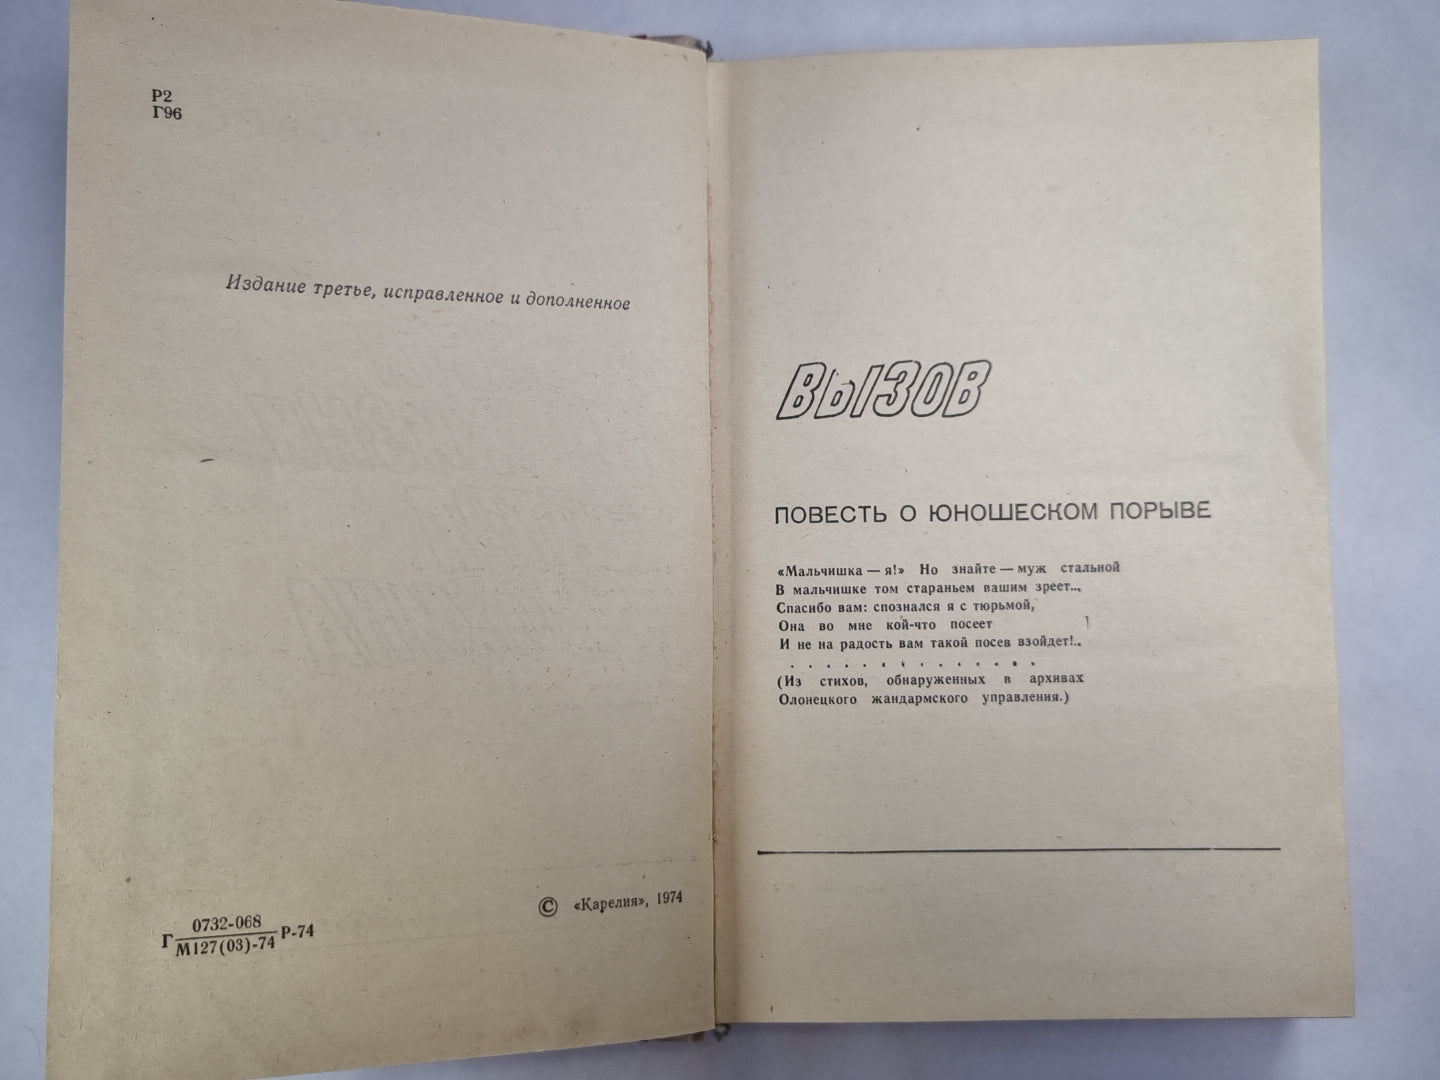 Р2
Г96
Издание третье, исправленное и дополненное
Г 0732-068
М127(03)-74 Р-74
© «Карелия», 1974
ВЫЗОВ
ПОВЕСТЬ О ЮНОШЕСКОМ ПОРЫВЕ
«Мальчишка — я!» Но знайте — муж стальной
В мальчишке том стараньем вашим зреет...
Спасибо вам: спознался я с тюрьмой,
Она во мне кой-что посеет
И не на радость вам такой посев взойдет!..
. . . . . . . . . . . . . .
(Из стихов, обнаруженных в архивах
Олонецкого жандармского управления.)